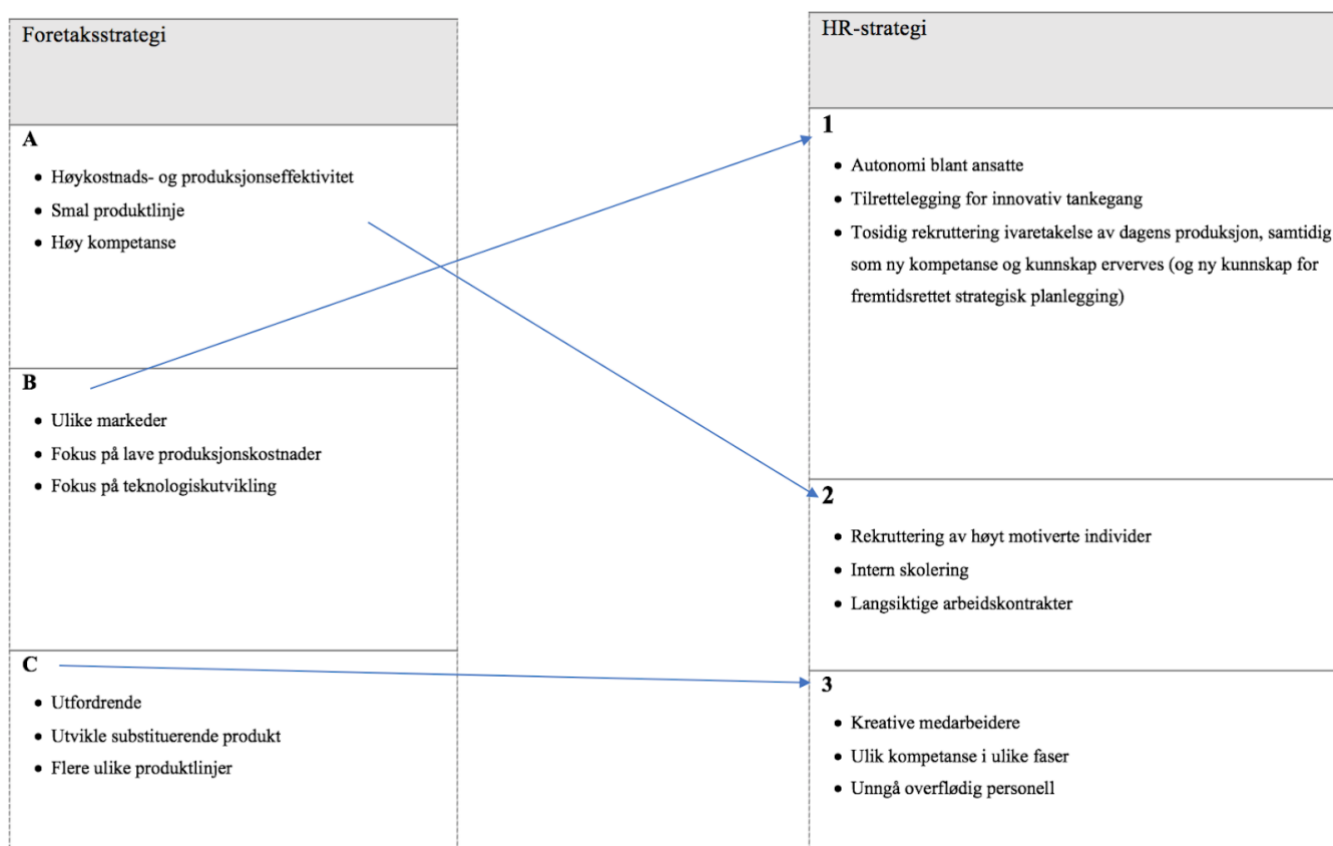 Foretaksstrategi
A
• Høykostnads- og produksjonseffektivitet
• Smal produktlinje
• Høy kompetanse
B
• Ulike markeder
• Fokus på lave produksjonskostnader
• Fokus på teknologiskutvikling
C
• Utfordrende
• Utvikle substituerende produkt
• Flere ulike produktlinjer
HR-strategi
1
• Autonomi blant ansatte
• Tilrettelegging for innovativ tankegang
• Tosidig rekruttering ivaretakelse av dagens produksjon, samtidig
som ny kompetanse og kunnskap erverves (og ny kunnskap for
fremtidsrettet strategisk planlegging)
2
• Rekruttering av høyt motiverte individer
• Intern skolering
• Langsiktige arbeidskontrakter
3
• Kreative medarbeidere
• Ulik kompetanse i ulike faser
• Unngå overflødig personell